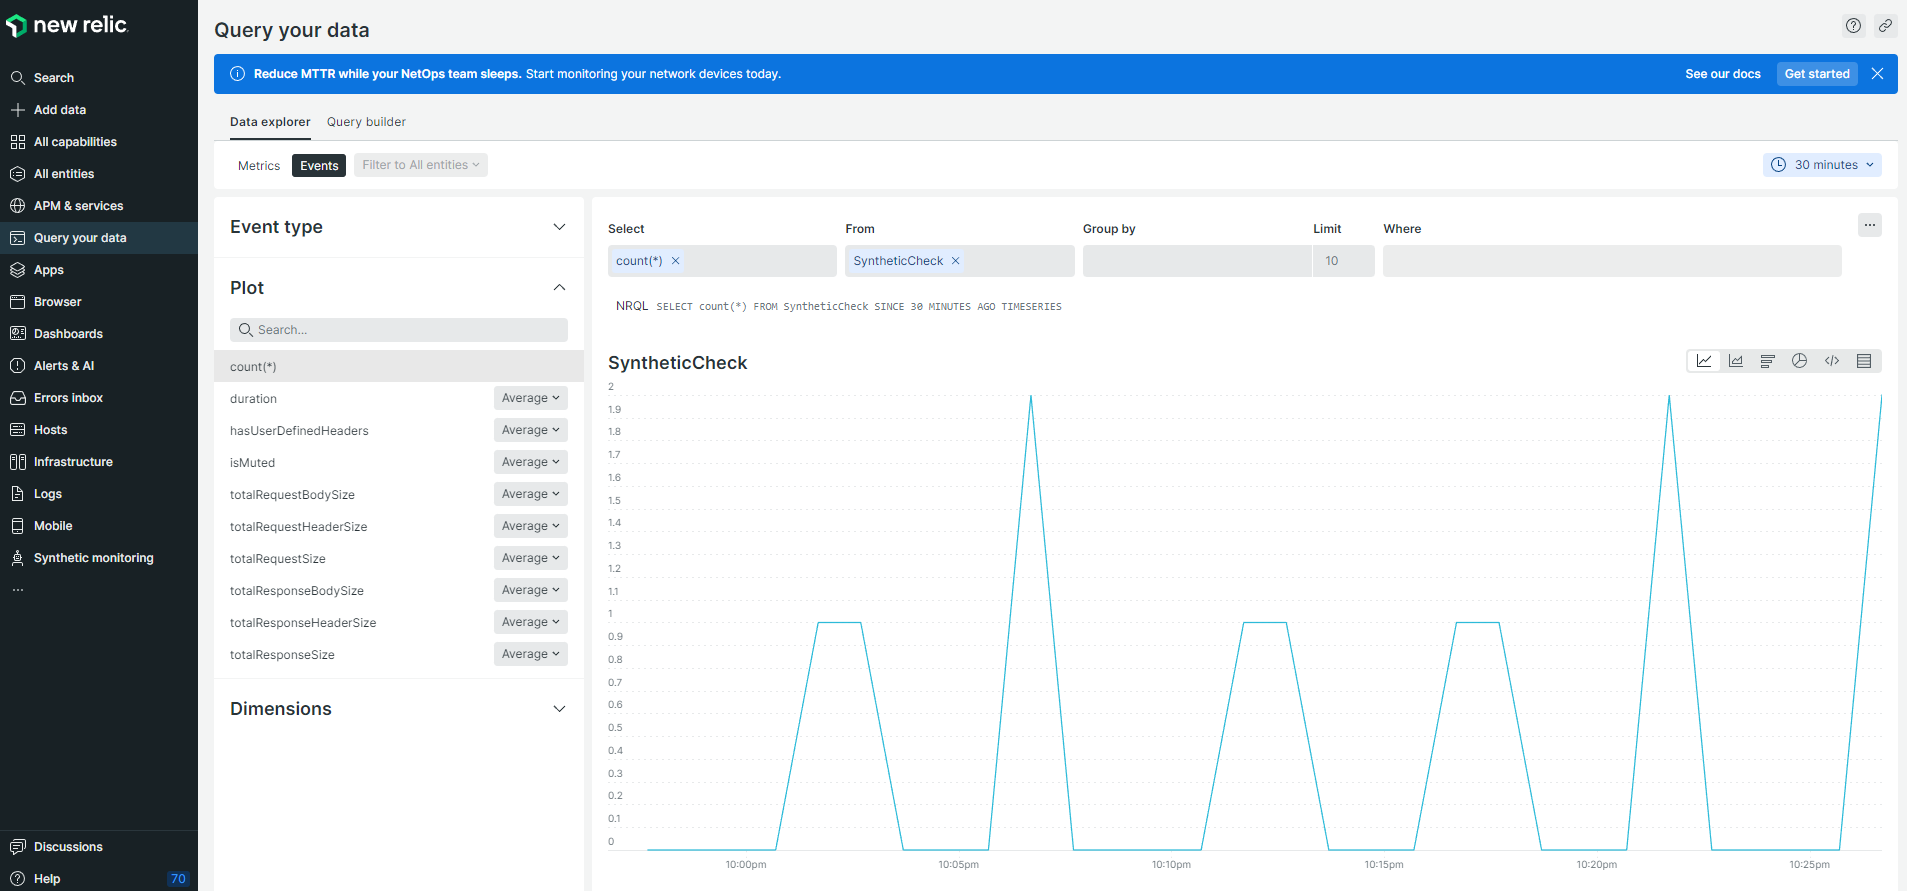 new relic
Query your data
Reduce MTTR while your NetOps team sleeps. Start monitoring your network devices today.
See our docs
Get started
Search
Add data
All capabilities
All entities
APM & services
Query your data
Apps
Browser
Dashboards
Alerts & AI
Errors inbox
Hosts
Infrastructure
Logs
Mobile
Synthetic monitoring
...
Discussions
Help 70
Data explorer
Query builder
Metrics
Events
Filter to All entities
30 minutes
Event type
Plot
Search...
count(*)
duration Average
hasUserDefinedHeaders Average
isMuted Average
totalRequestBodySize Average
totalRequestHeaderSize Average
totalRequestSize Average
totalResponseBodySize Average
totalResponseHeaderSize Average
totalResponseSize Average
Dimensions
Select From Group by Limit Where
count(*) SyntheticCheck 10
...
NRQL SELECT count(*) FROM SyntheticCheck SINCE 30 MINUTES AGO TIMESERIES
SyntheticCheck
2
1.9
1.8
1.7
1.6
1.5
1.4
1.3
1.2
1.1
1
0.9
0.8
0.7
0.6
0.5
0.4
0.3
0.2
0.1
0
10:00pm 10:05pm 10:10pm 10:15pm 10:20pm 10:25pm